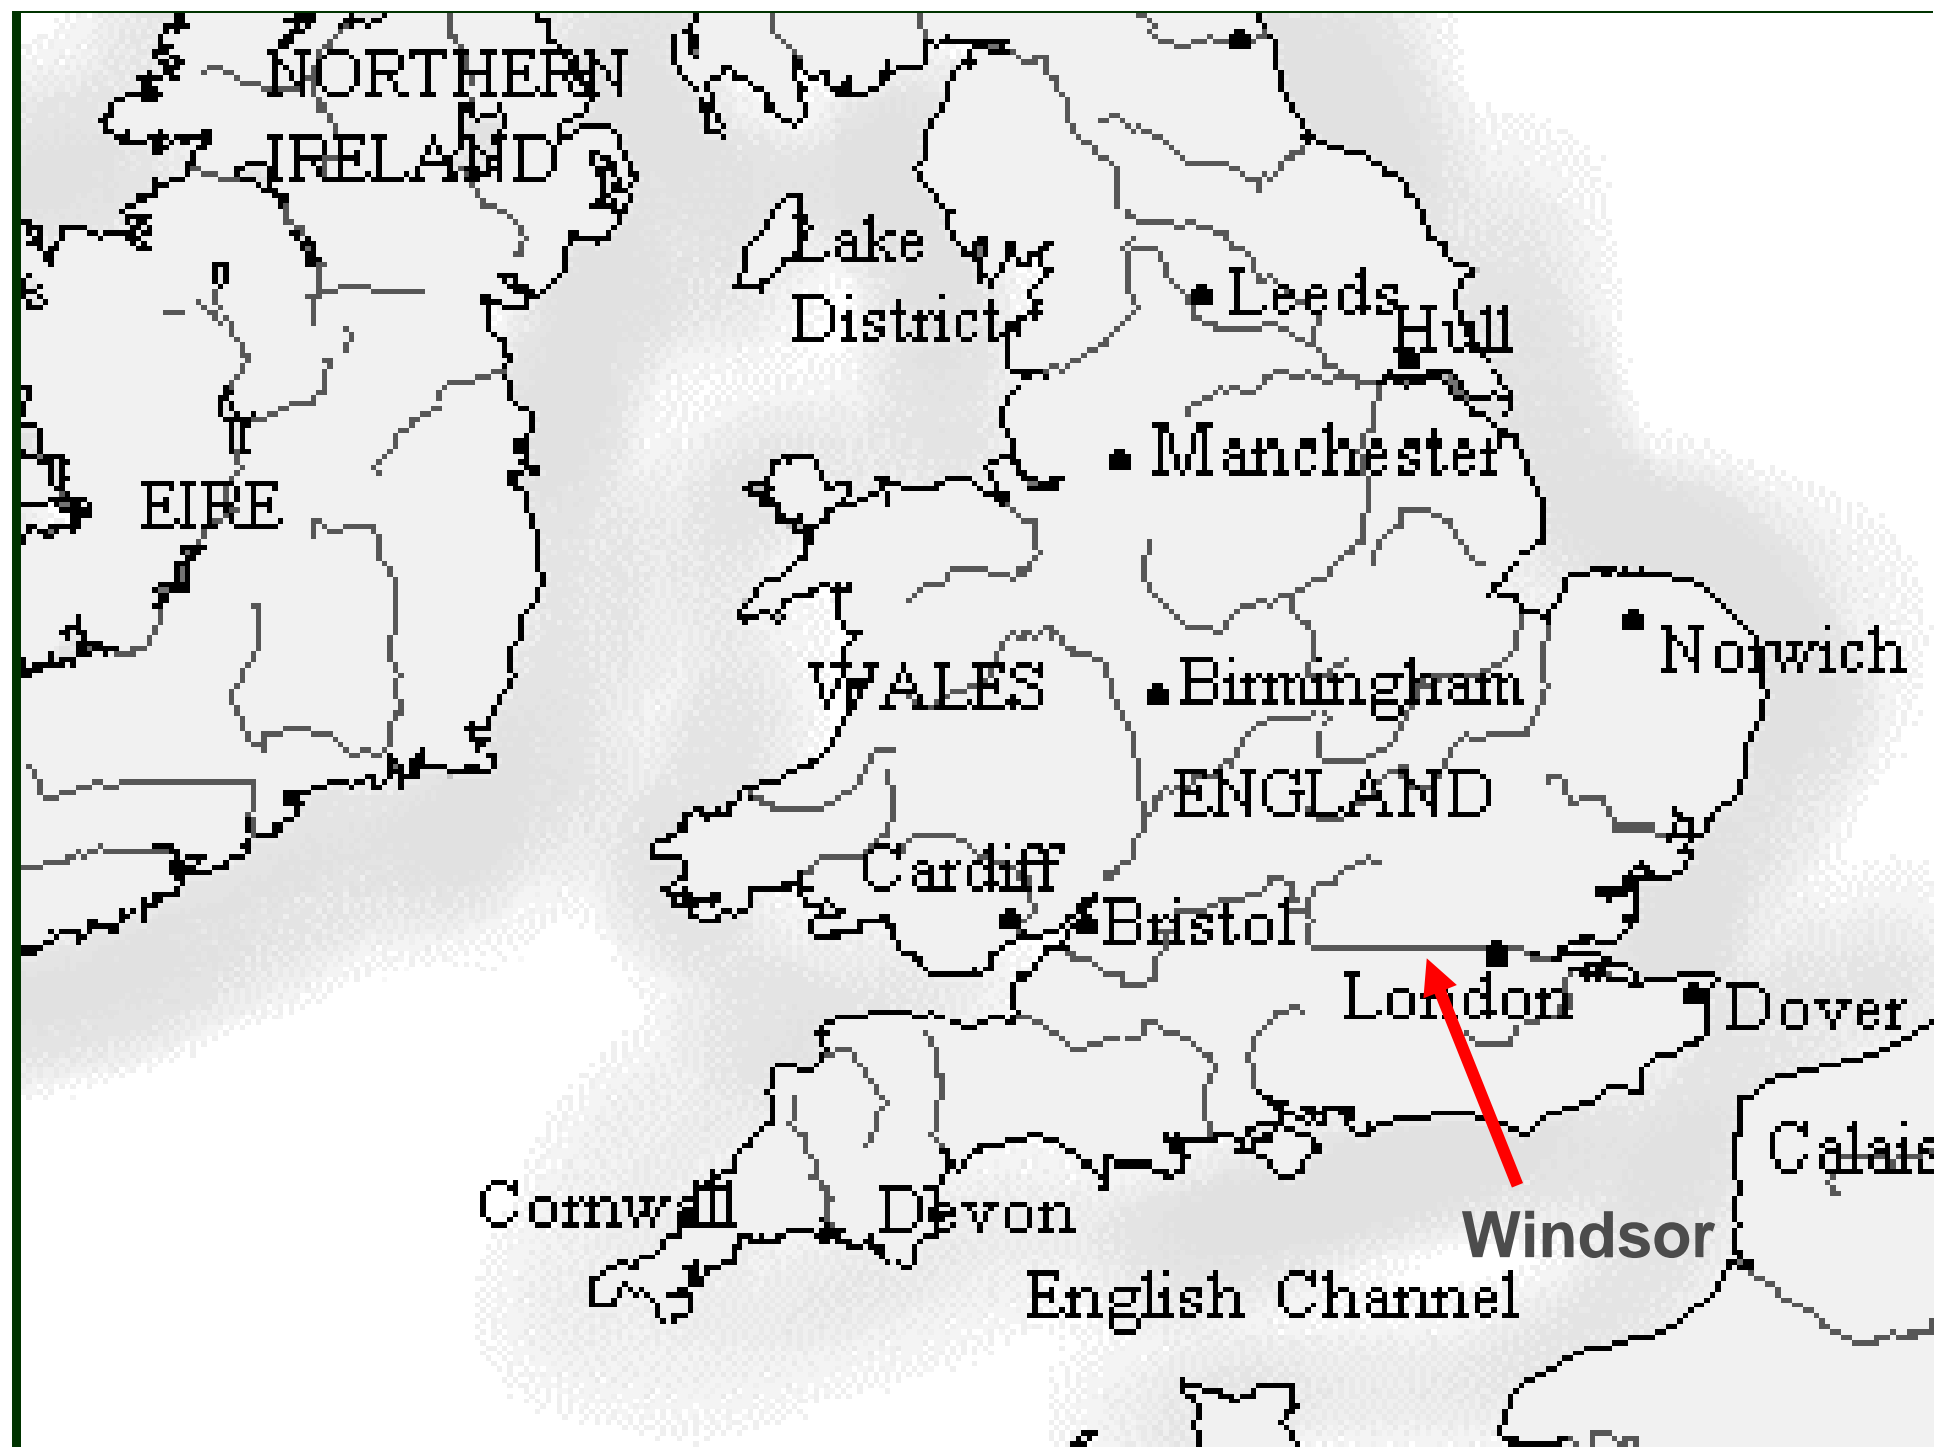 NORTHERN
IRELAND
Lake
District
Leeds
Hull
Manchester
EIRE
Norwich
WALES
Birmingham
ENGLAND
Cardiff
Bristol
London
Dover
Calais
Cornwall
Devon
Windsor
English Channel